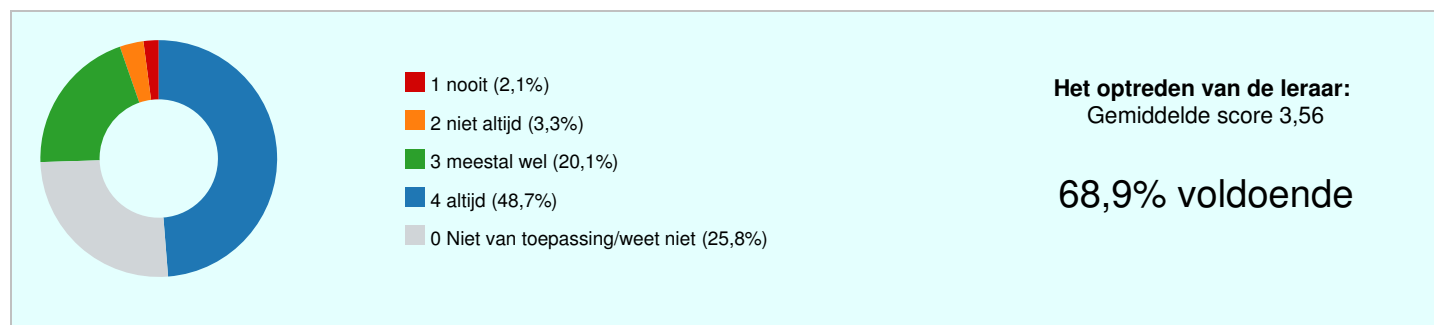 1 nooit (2,1%)
2 niet altijd (3,3%)
3 meestal wel (20,1%)
4 altijd (48,7%)
0 Niet van toepassing/weet niet (25,8%)
Het optreden van de leraar:
Gemiddelde score 3,56
68,9% voldoende